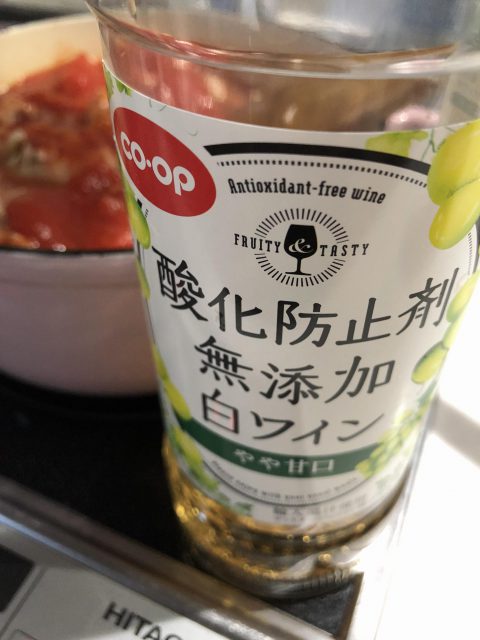 CO·OP
Antioxidant-free wine
FRUITY & TASTY
酸化防止剤
無添加
白ワイン
やや甘口
HITAC